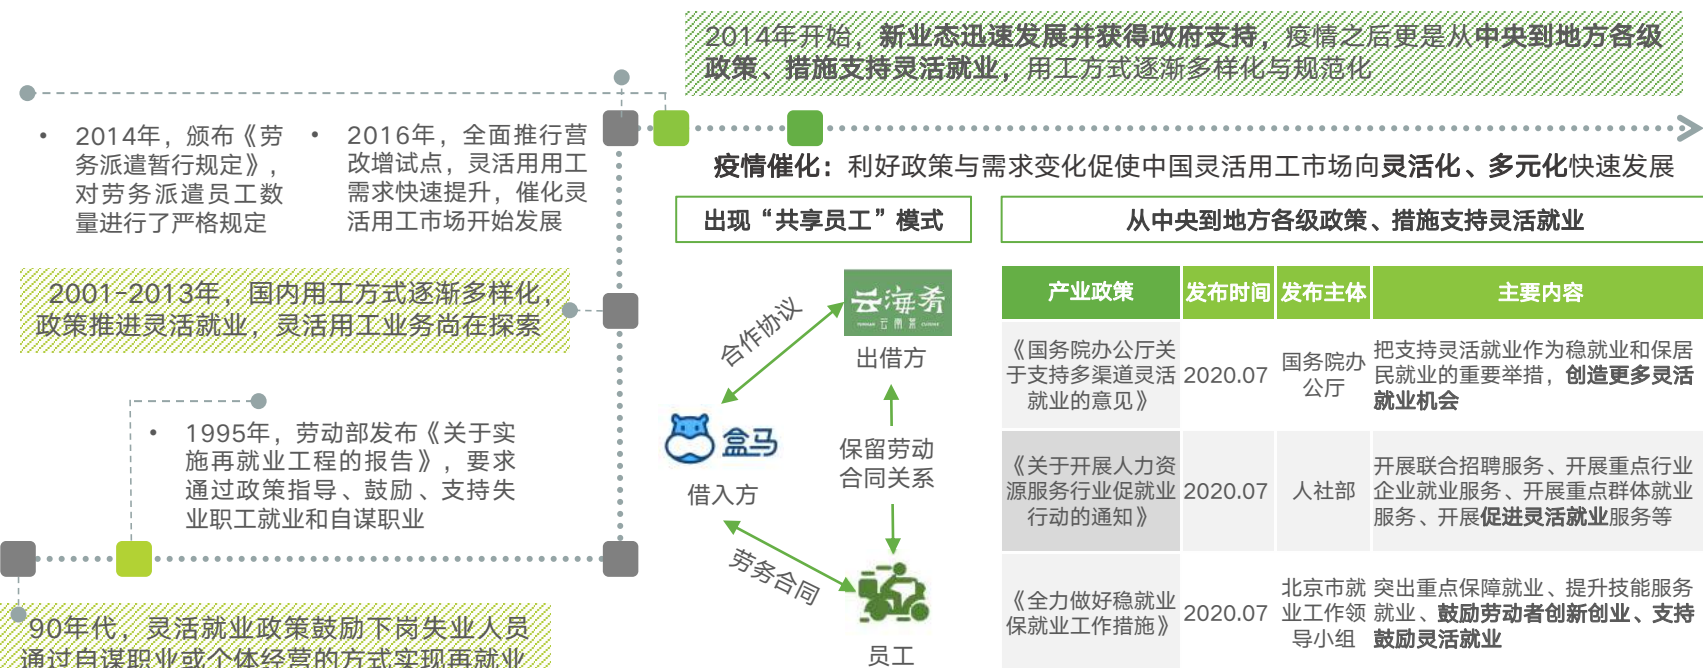 2014年开始，新业态迅速发展并获得政府支持，疫情之后更是从中央到地方各级
政策、措施支持灵活就业，用工方式逐渐多样化与规范化
• 2014年，颁布《劳
务派遣暂行规定》，
对劳务派遣员工数
量进行了严格规定
• 2016年，全面推行营
改增试点，灵活用用工
需求快速提升，催化灵
活用工市场开始发展
疫情催化：利好政策与需求变化促使中国灵活用工市场向灵活化、多元化快速发展
2001-2013年，国内用工方式逐渐多样化，
政策推进灵活就业，灵活用工业务尚在探索
• 1995年，劳动部发布《关于实
施再就业工程的报告》，要求
通过政策指导、鼓励、支持失
业职工就业和自谋职业
90年代，灵活就业政策鼓励下岗失业人员
通过自谋职业或个体经营的方式实现再就业
出现“共享员工”模式
合作协议
云海肴
云南菜
出借方
盒马
借入方
保留劳动
合同关系
劳务合同
员工
从中央到地方各级政策、措施支持灵活就业
产业政策 发布时间 发布主体 主要内容
《国务院办公厅关
于支持多渠道灵活
就业的意见》
2020.07
国务院办
公厅
把支持灵活就业作为稳就业和保居
民就业的重要举措，创造更多灵活
就业机会
《关于开展人力资
源服务行业促就业
行动的通知》
2020.07
人社部
开展联合招聘服务、开展重点行业
企业就业服务、开展重点群体就业
服务、开展促进灵活就业服务等
《全力做好稳就业
保就业工作措施》
2020.07
北京市就
业工作领
导小组
突出重点保障就业、提升技能服务
就业、鼓励劳动者创新创业、支持
鼓励灵活就业